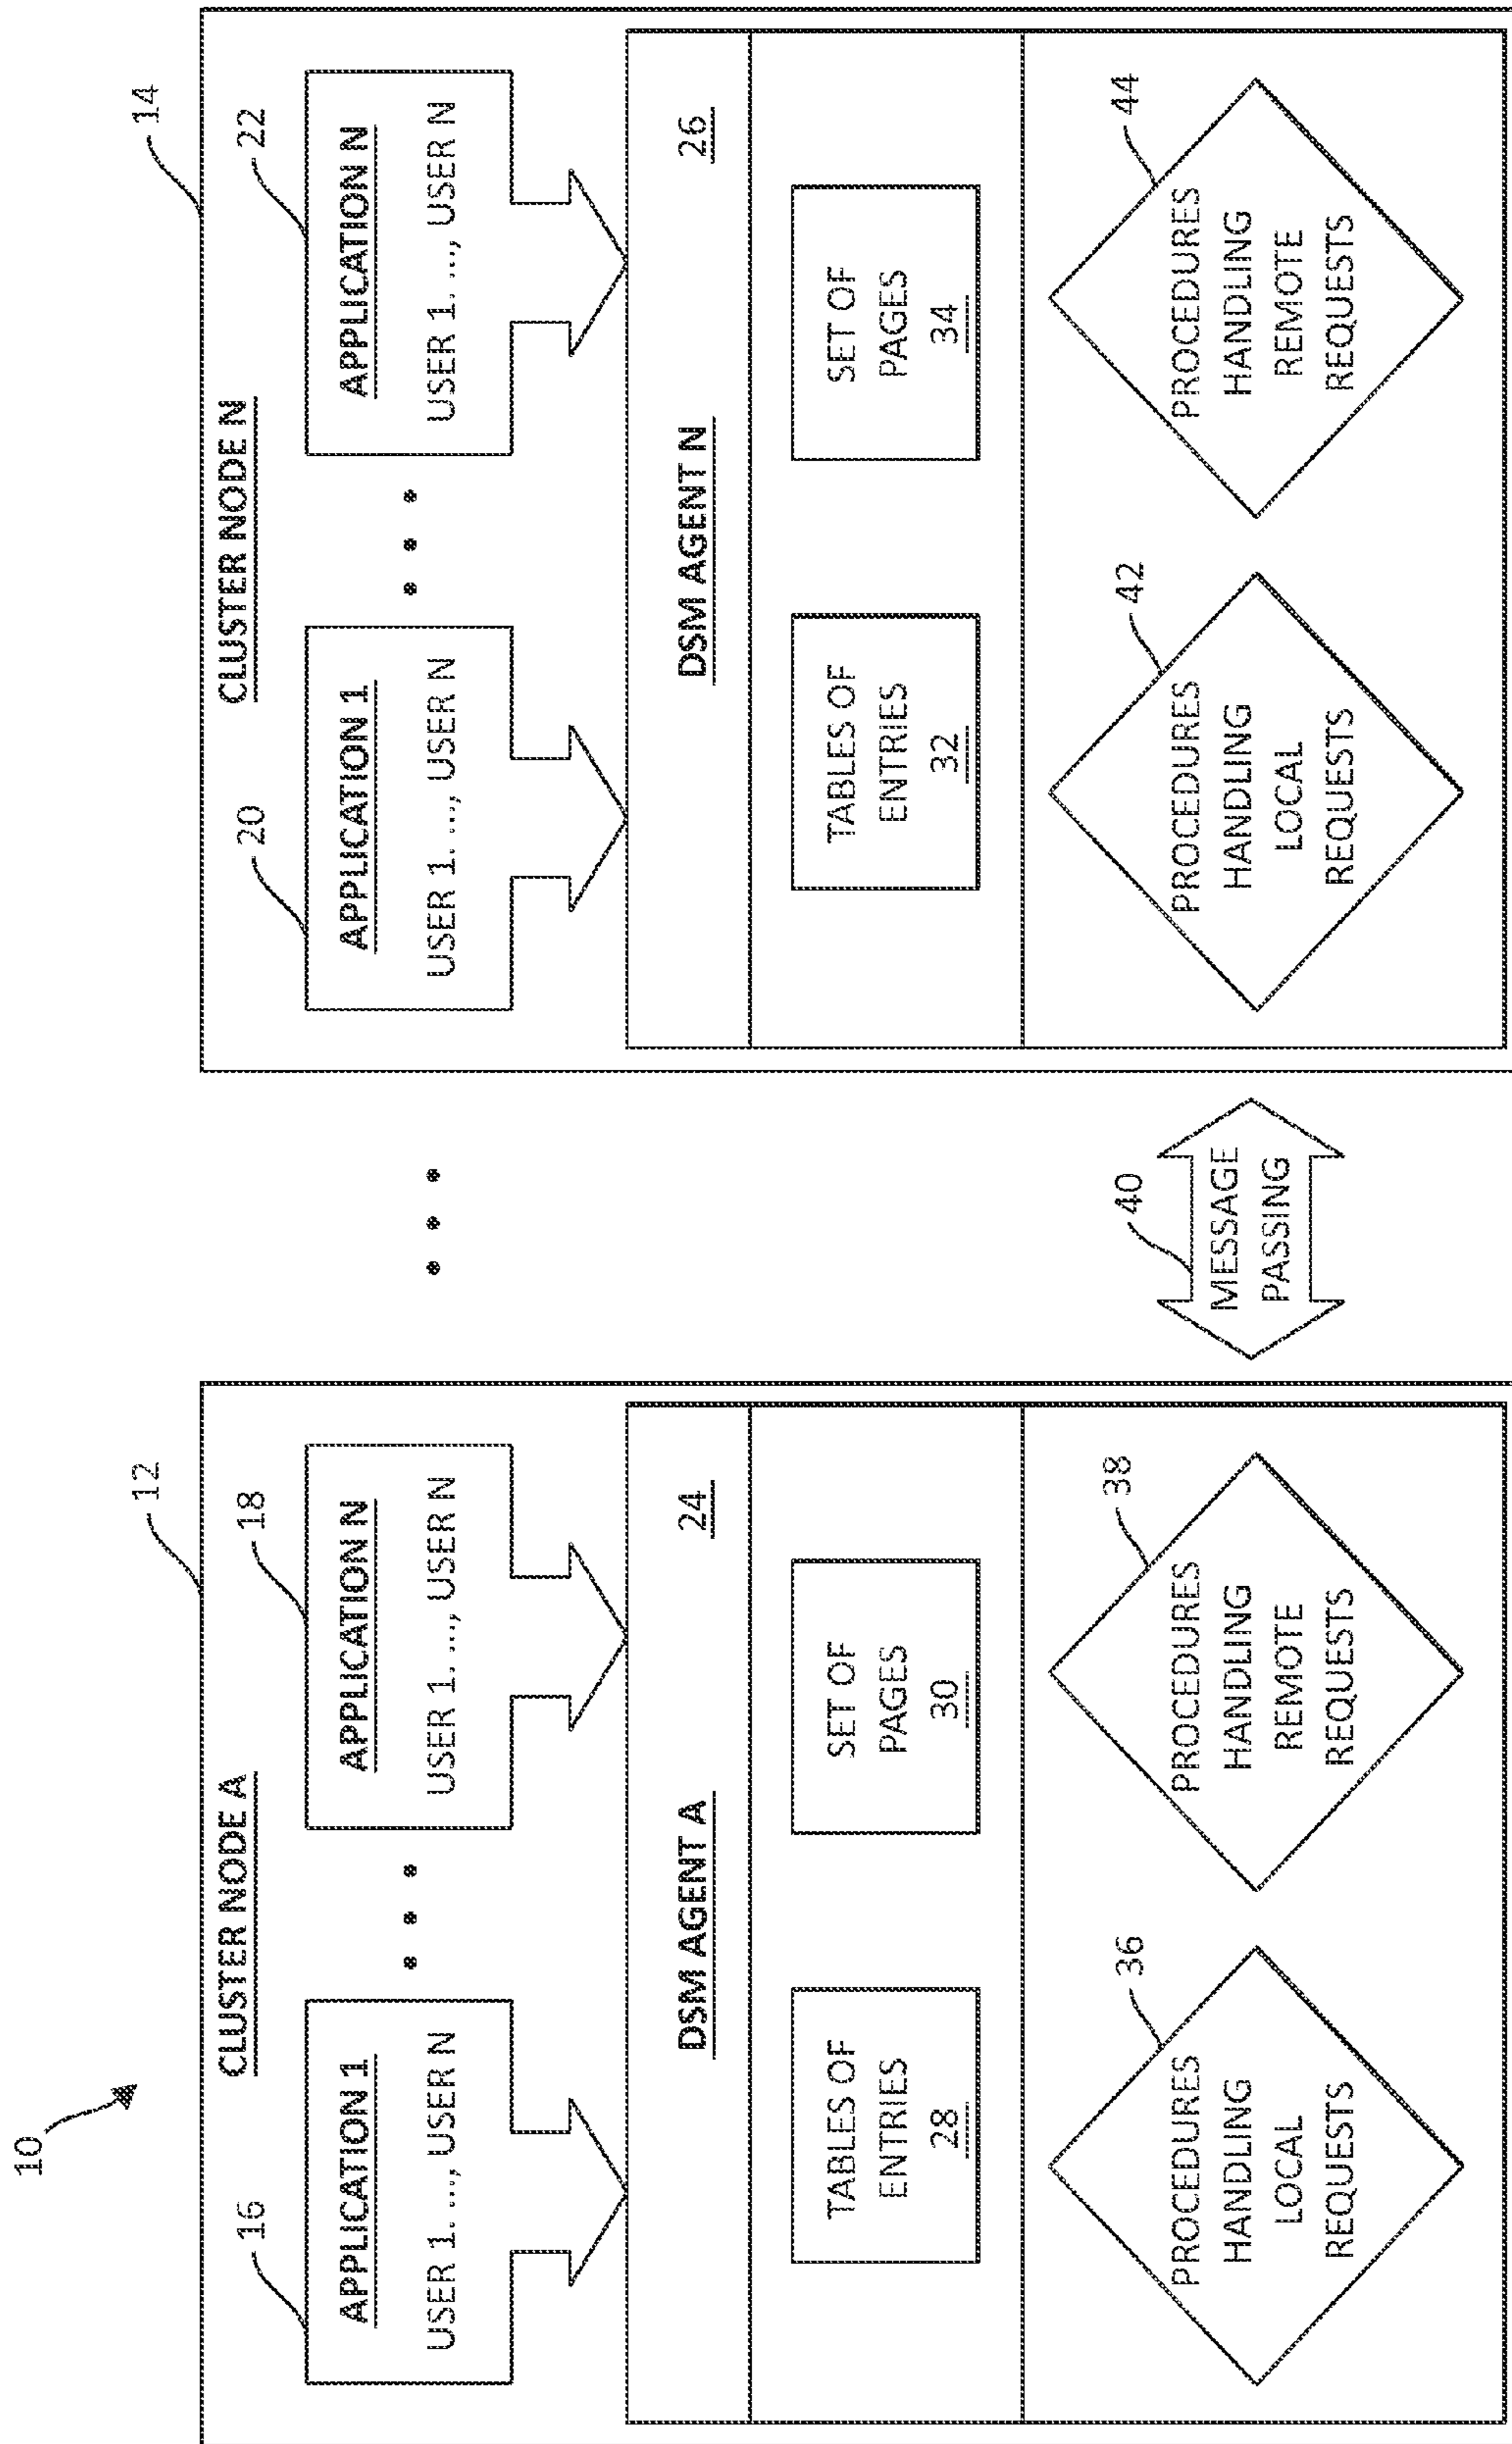 10
12
CLUSTER NODE A
16
APPLICATION 1
USER 1. ..., USER N
• • •
18
APPLICATION N
USER 1. ..., USER N
DSM AGENT A
24
TABLES OF
ENTRIES
28
SET OF
PAGES
30
36
PROCEDURES
HANDLING
LOCAL
REQUESTS
38
PROCEDURES
HANDLING
REMOTE
REQUESTS
• • •
40
MESSAGE
PASSING
14
CLUSTER NODE N
20
APPLICATION 1
USER 1. ..., USER N
• • •
22
APPLICATION N
USER 1. ..., USER N
DSM AGENT N
26
TABLES OF
ENTRIES
32
SET OF
PAGES
34
42
PROCEDURES
HANDLING
LOCAL
REQUESTS
44
PROCEDURES
HANDLING
REMOTE
REQUESTS